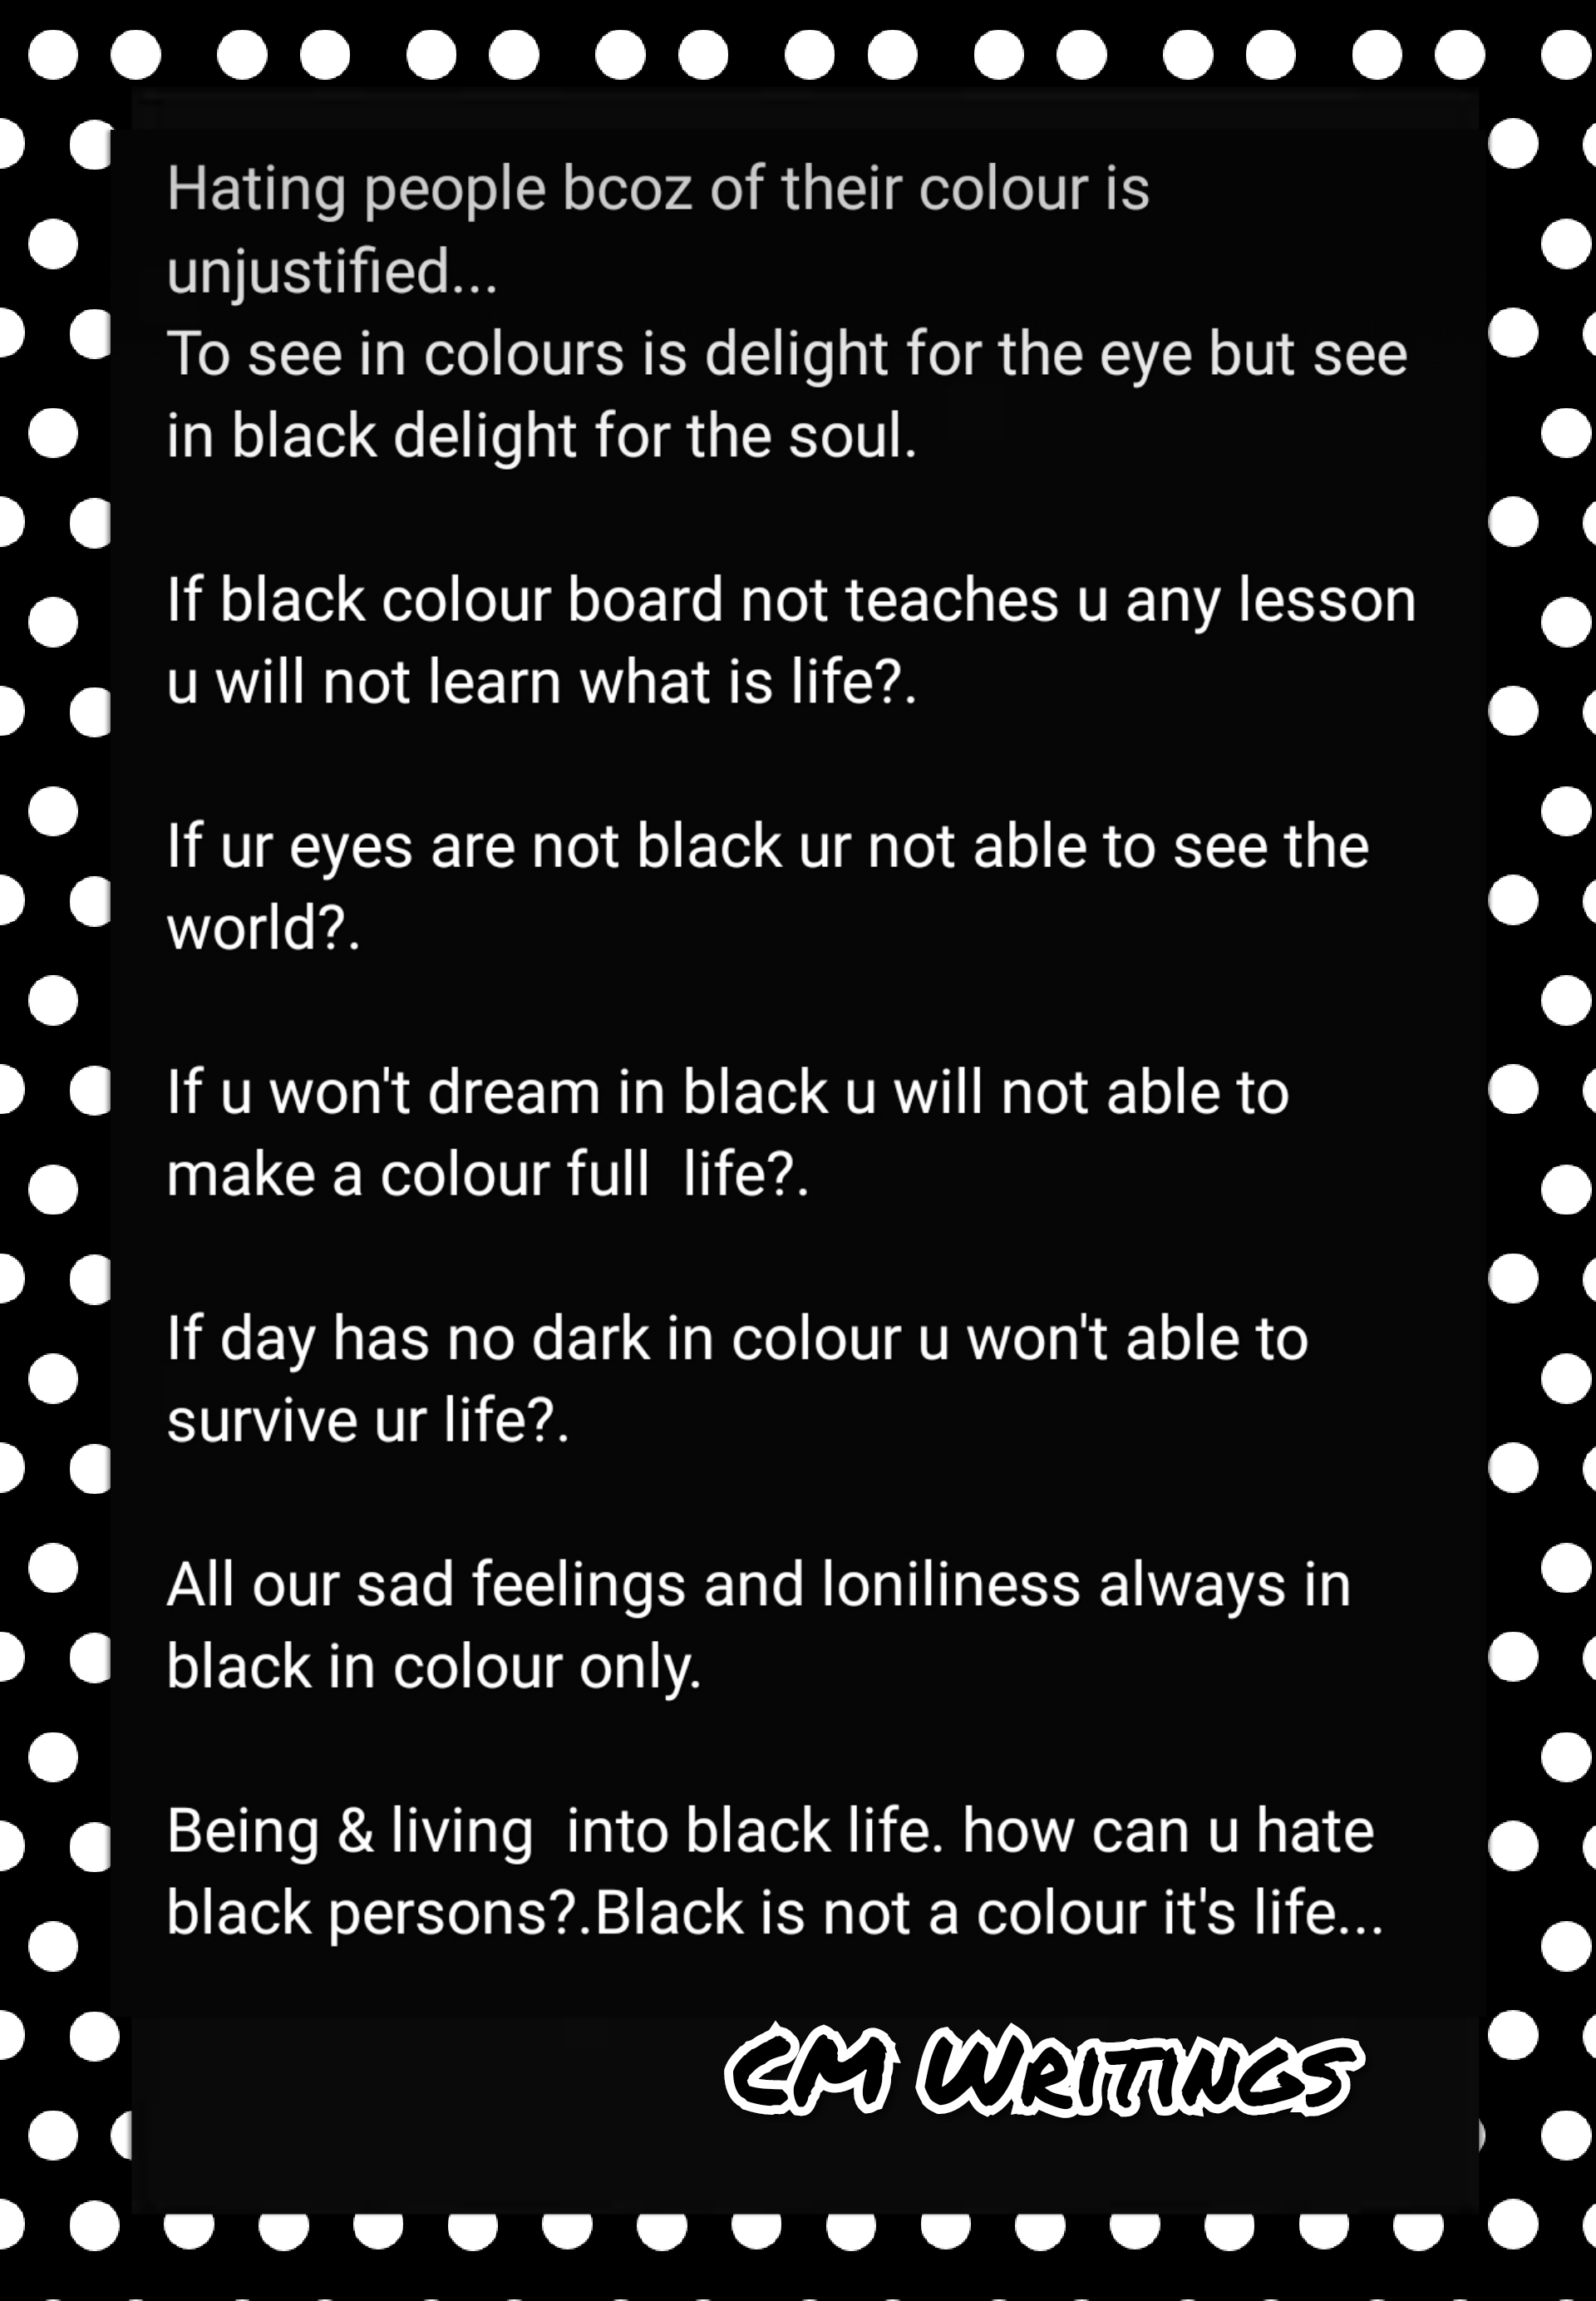 Hating people bcoz of their colour is
unjustified...
To see in colours is delight for the eye but see
in black delight for the soul.
If black colour board not teaches u any lesson
u will not learn what is life?.
If ur eyes are not black ur not able to see the
world?.
If u won't dream in black u will not able to
make a colour full  life?.
If day has no dark in colour u won't able to
survive ur life?.
All our sad feelings and loniliness always in
black in colour only.
Being & living  into black life. how can u hate
black persons?.Black is not a colour it's life...
CM WRITINGS